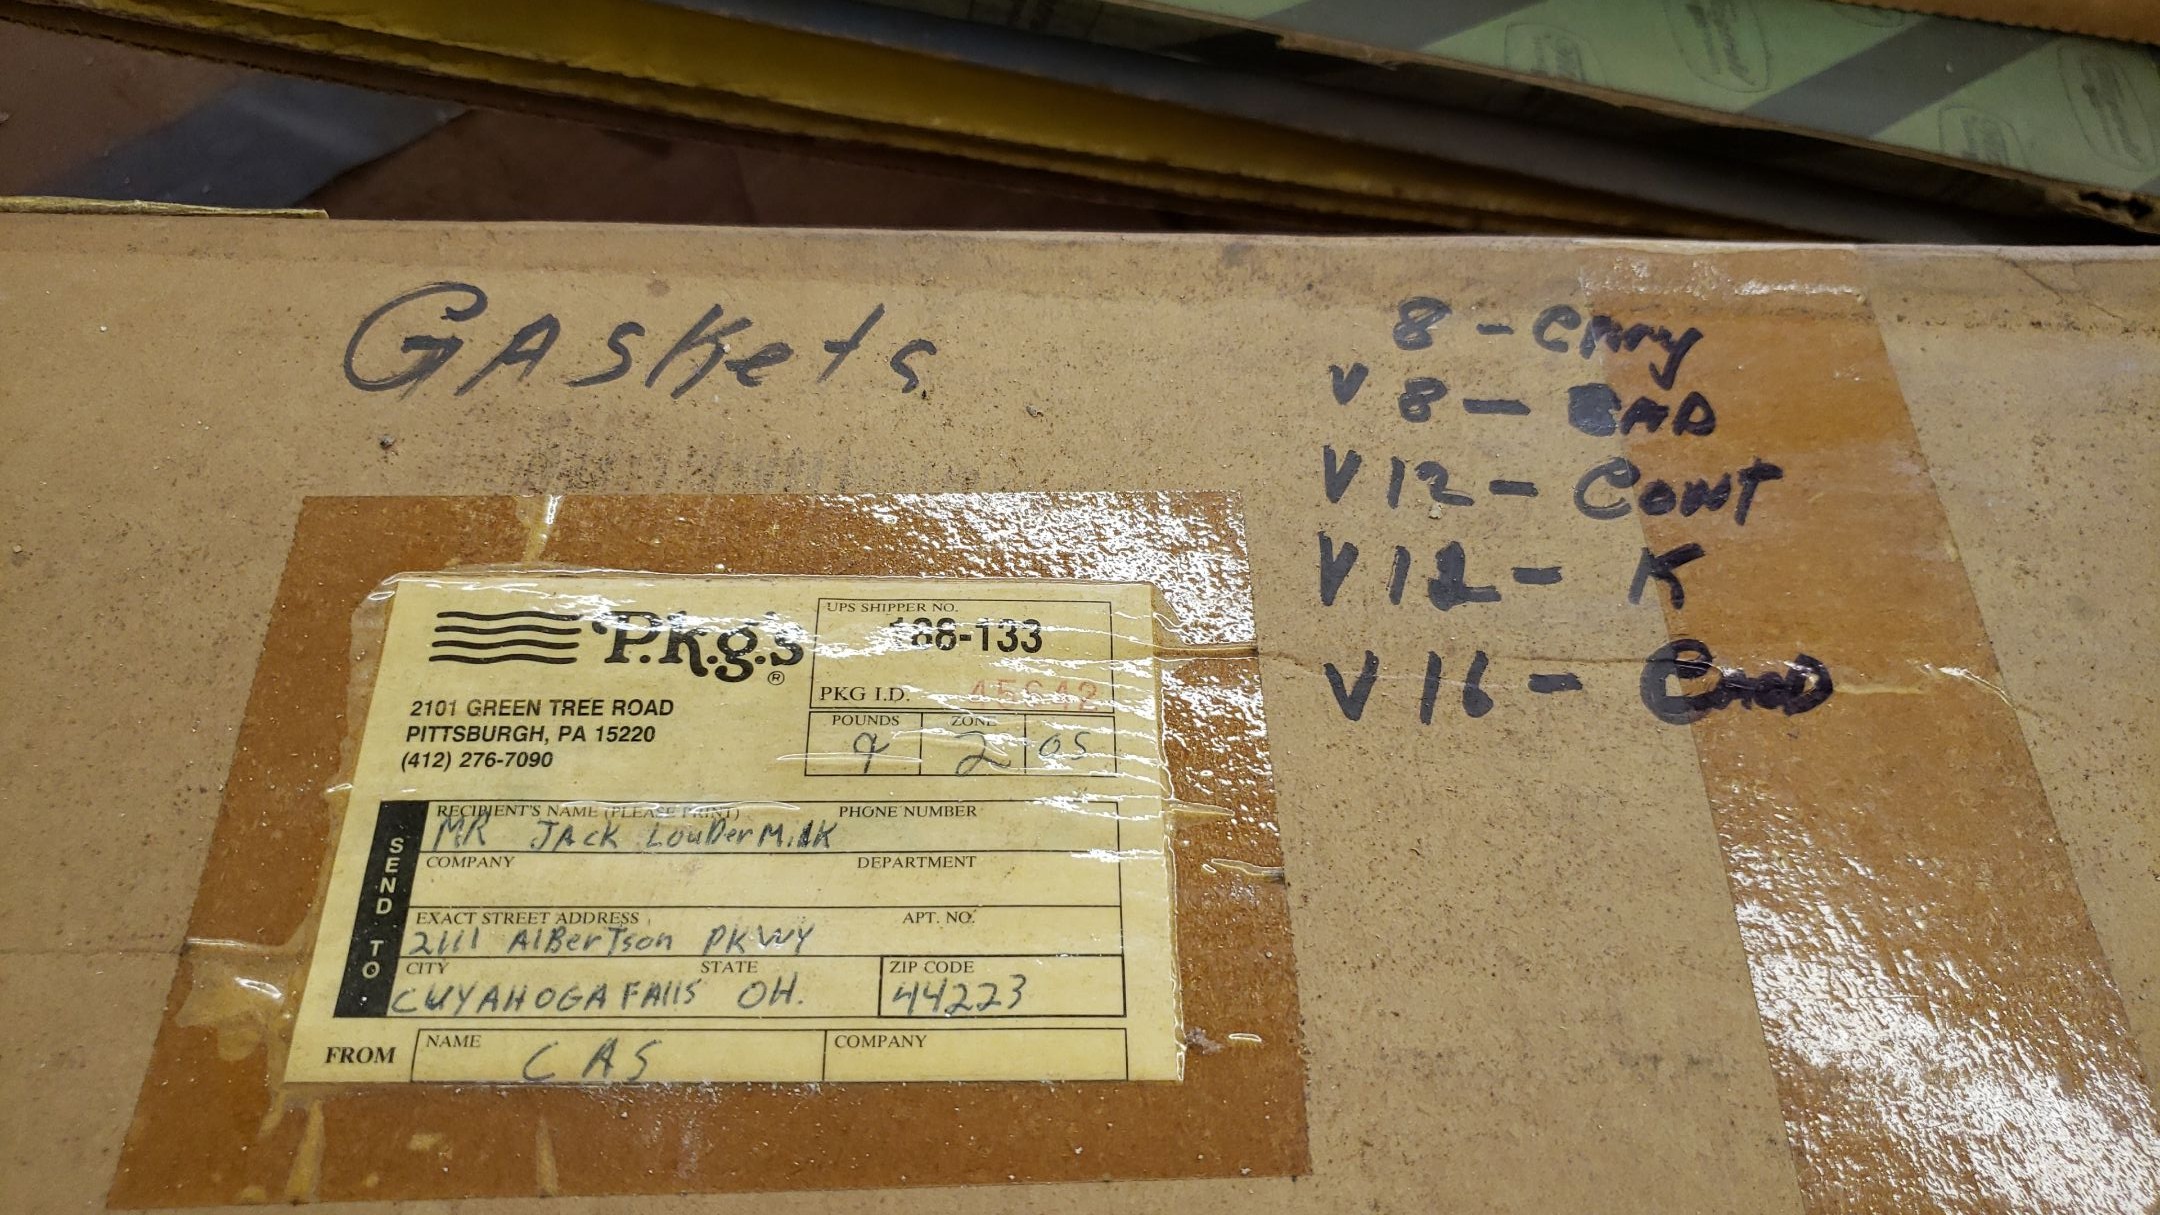 GAskets
8 -
V 8 -
V 12 - Cont
V 12 - K
V 16 -
P.k.g.'s ®
2101 GREEN TREE ROAD
PITTSBURGH, PA 15220
(412) 276-7090
UPS SHIPPER NO.
188-133
PKG I.D.
POUNDS ZONE
9 2 05
SEND TO
RECIPIENT'S NAME (PLEASE PRINT) PHONE NUMBER
MR JAck LouDerMilk
COMPANY DEPARTMENT
EXACT STREET ADDRESS APT. NO.
2111 AlBerTson PKWY
CITY STATE ZIP CODE
CUYAHOGA FAllS OH. 44223
FROM NAME COMPANY
CAS